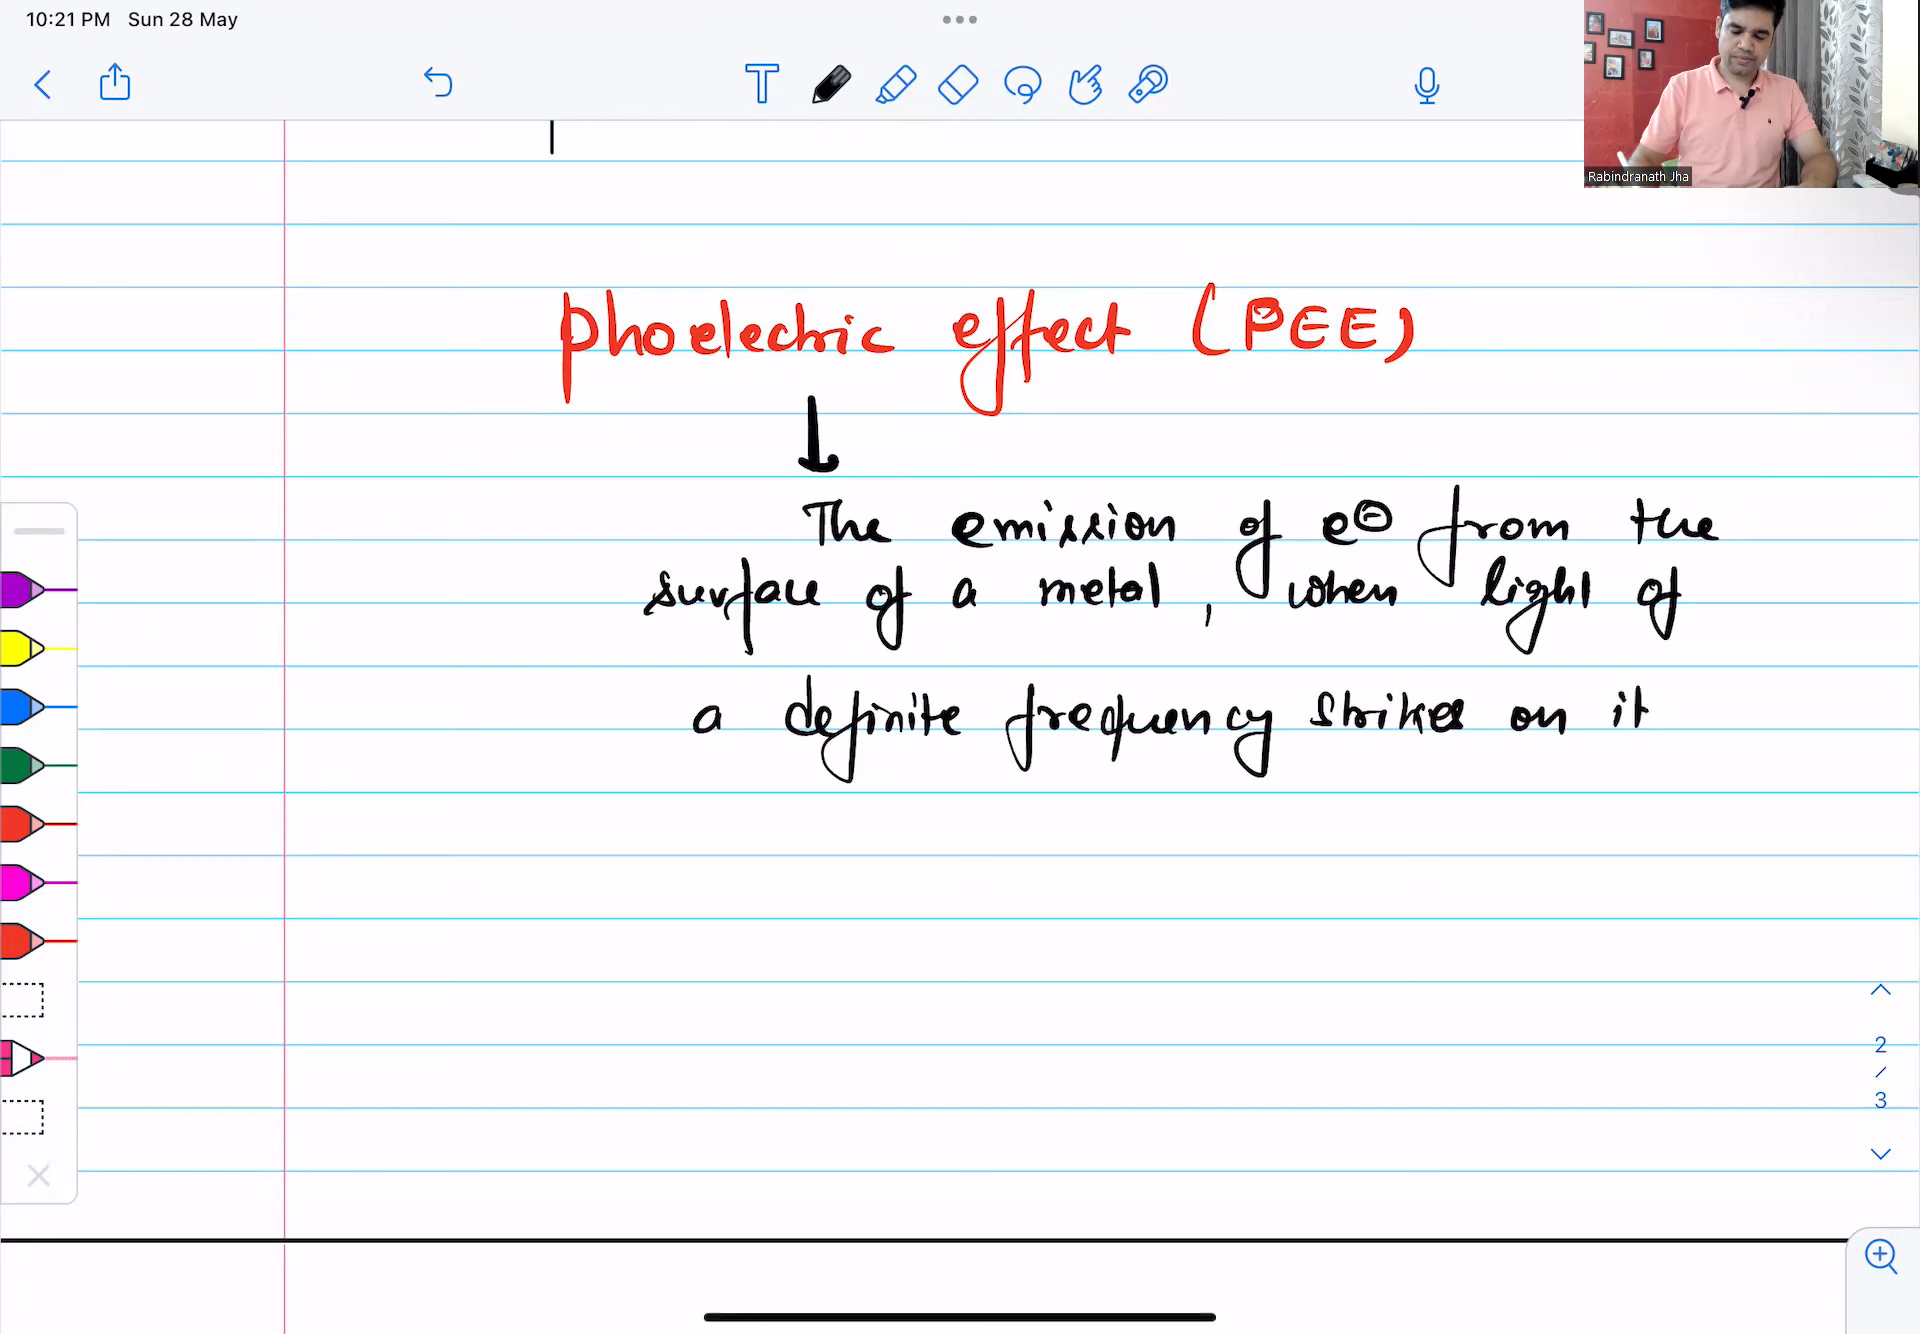 10:21 PM Sun 28 May
Rabindranath Jha
phoelectric effect (PEE)
The emission of e⊖ from the
surface of a metal, when light of
a definite frequency strikes on it
2
/
3